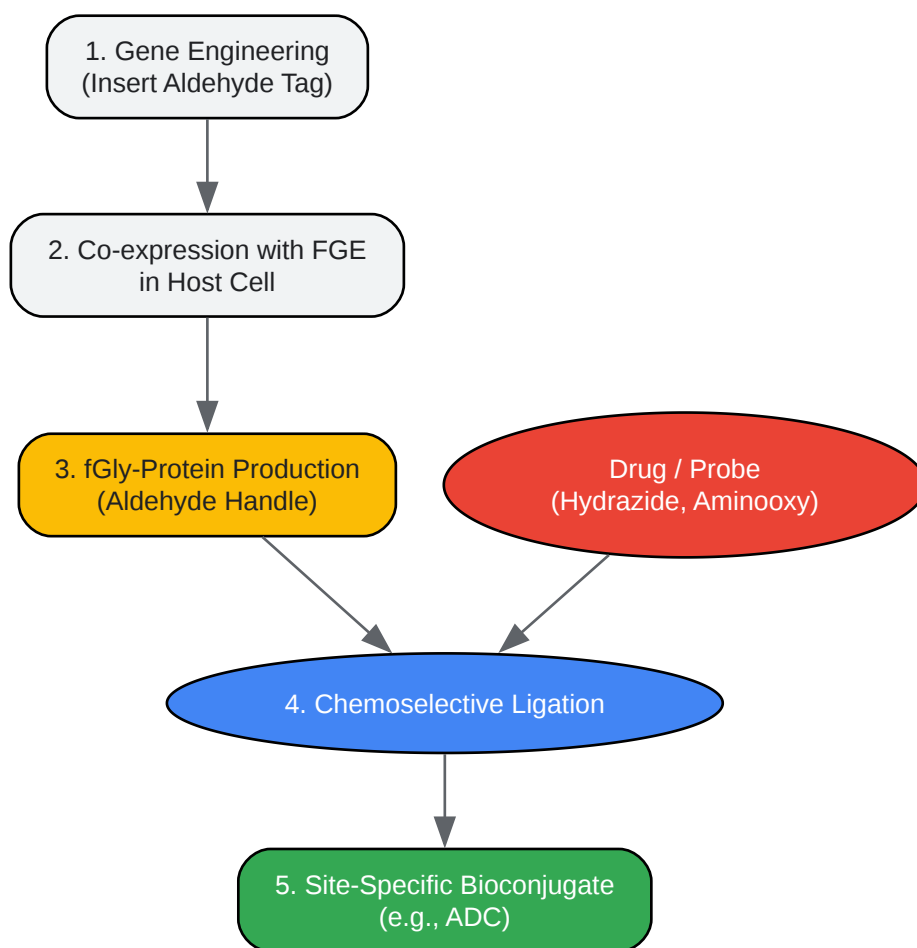 1. Gene Engineering
(Insert Aldehyde Tag)
2. Co-expression with FGE
in Host Cell
3. fGly-Protein Production
(Aldehyde Handle)
Drug / Probe
(Hydrazide, Aminooxy)
4. Chemoselective Ligation
5. Site-Specific Bioconjugate
(e.g., ADC)